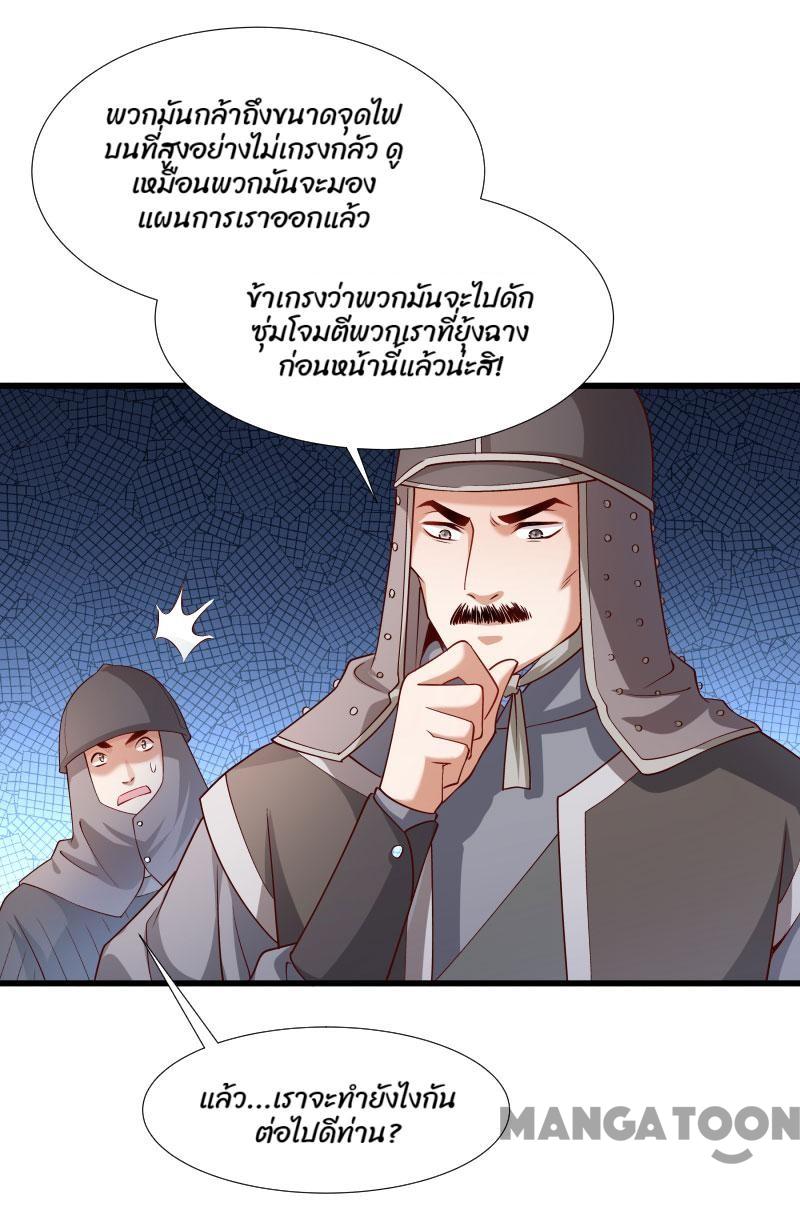 พวกมันกล้าถึงขนาดจุดไฟ
บนที่สูงอย่างไม่เกรงกลัว ดู
เหมือนพวกมันจะมอง
แผนการเราออกแล้ว
ข้าเกรงว่าพวกมันจะไปดัก
ซุ่มโจมตีพวกเราที่ยุ้งฉาง
ก่อนหน้านี้แล้วน่ะสิ!
แล้ว...เราจะทำยังไงกัน
ต่อไปดีท่าน?
MANGATOON